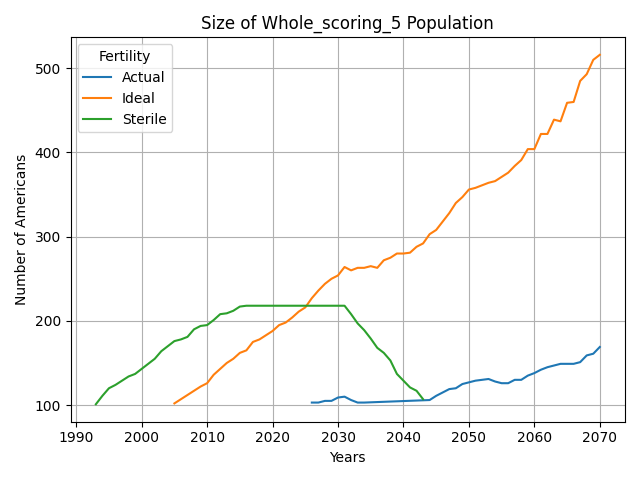 Size of Whole_scoring_5 Population
Fertility
Actual
Ideal
Sterile
Number of Americans
500
400
300
200
100
1990
2000
2010
2020
2030
2040
2050
2060
2070
Years